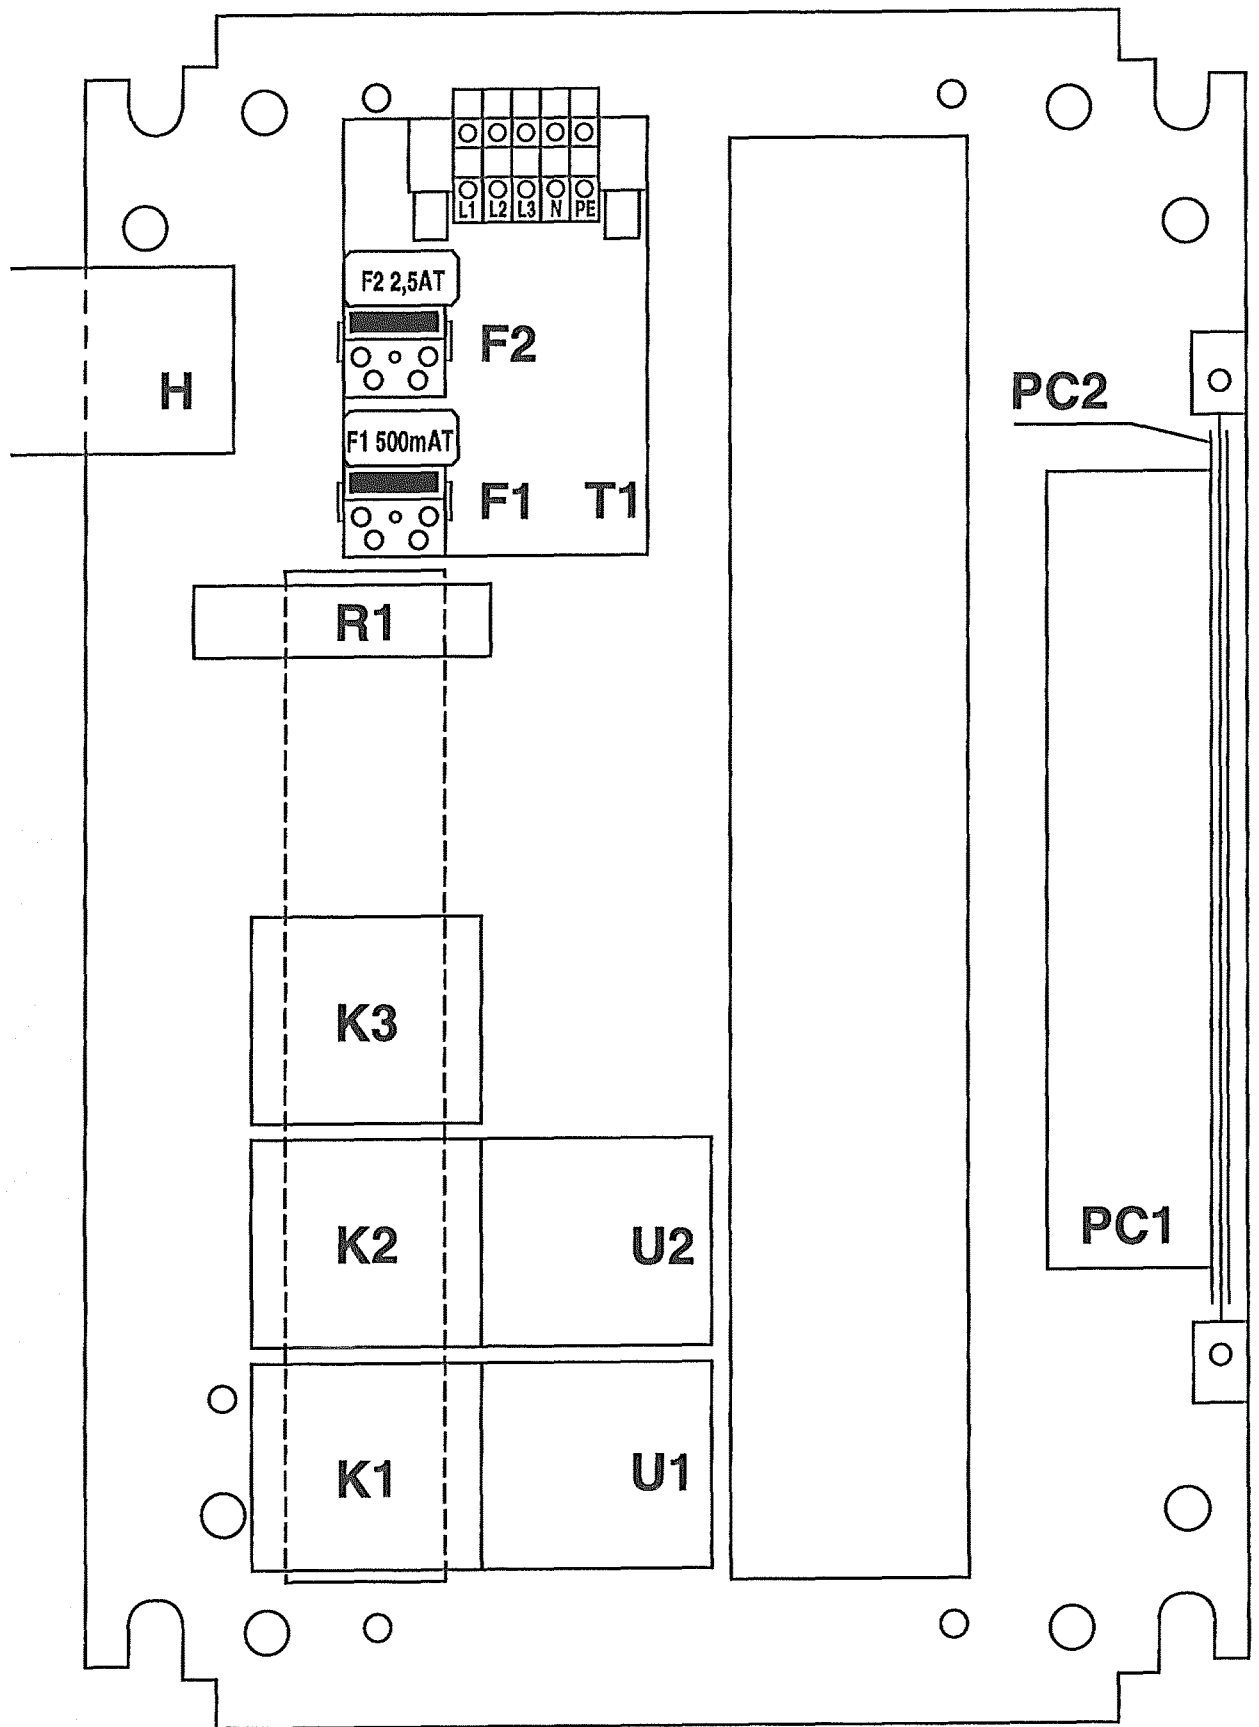 L1 L2 L3 N PE
F2 2,5AT
F2
H
PC2
F1 500mAT
F1 T1
R1
K3
PC1
K2 U2
K1 U1